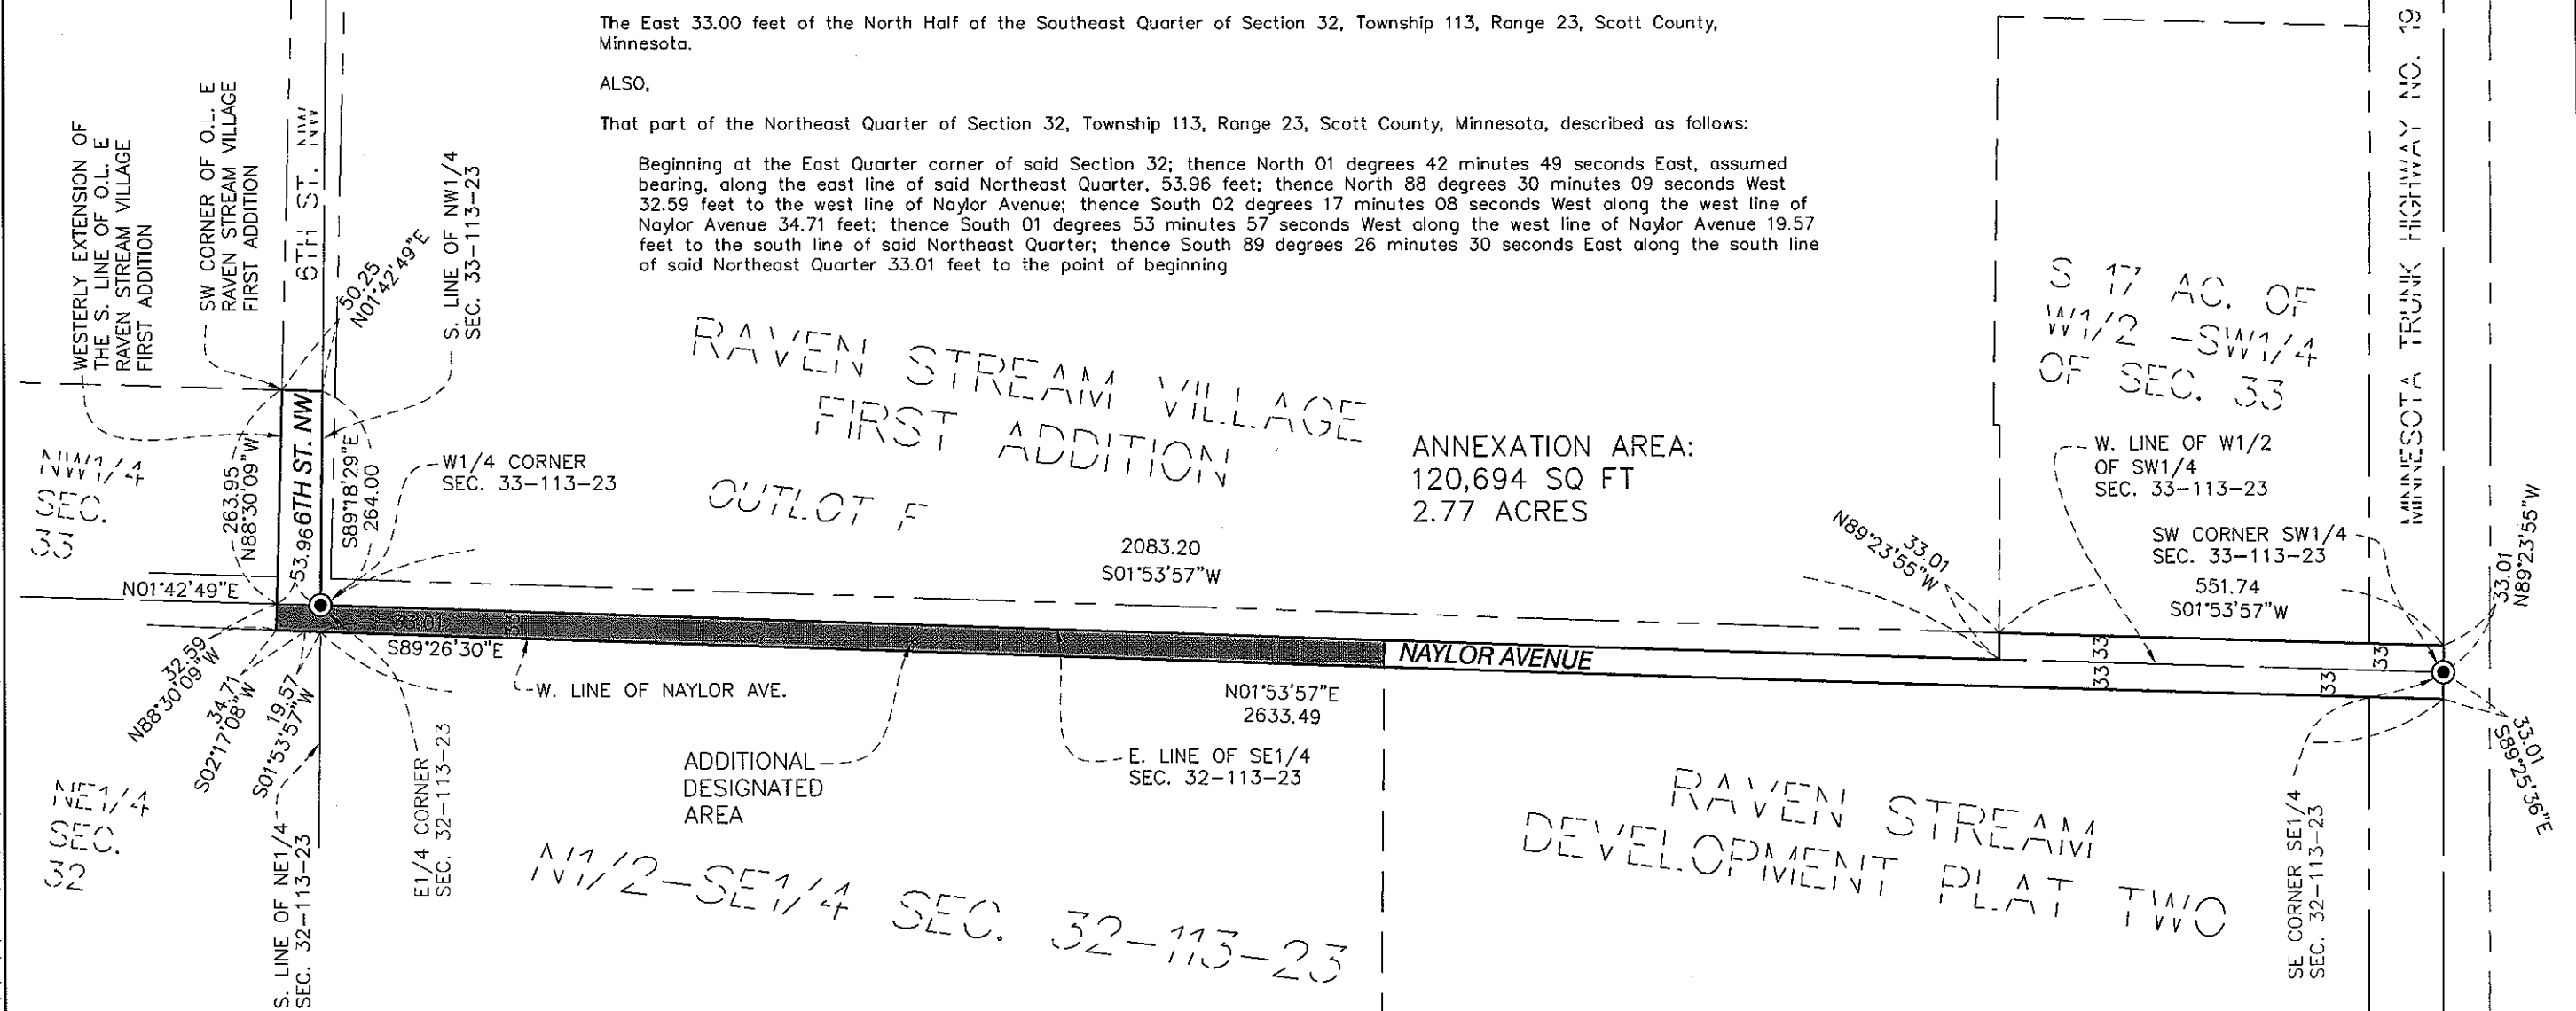 The East 33.00 feet of the North Half of the Southeast Quarter of Section 32, Township 113, Range 23, Scott County,
Minnesota.
ALSO,
That part of the Northeast Quarter of Section 32, Township 113, Range 23, Scott County, Minnesota, described as follows:
Beginning at the East Quarter corner of said Section 32; thence North 01 degrees 42 minutes 49 seconds East, assumed
bearing, along the east line of said Northeast Quarter, 53.96 feet; thence North 88 degrees 30 minutes 09 seconds West
32.59 feet to the west line of Naylor Avenue; thence South 02 degrees 17 minutes 08 seconds West along the west line of
Naylor Avenue 34.71 feet; thence South 01 degrees 53 minutes 57 seconds West along the west line of Naylor Avenue 19.57
feet to the south line of said Northeast Quarter; thence South 89 degrees 26 minutes 30 seconds East along the south line
of said Northeast Quarter 33.01 feet to the point of beginning
WESTERLY EXTENSION OF
THE S. LINE OF O.L. E
RAVEN STREAM VILLAGE
FIRST ADDITION
SW CORNER OF O.L. E
RAVEN STREAM VILLAGE
FIRST ADDITION
6TH ST. NW
50.25
N01°42'49"E
S. LINE OF NW1/4
SEC. 33-113-23
RAVEN STREAM VILLAGE
FIRST ADDITION
OUTLOT F
ANNEXATION AREA:
120,694 SQ FT
2.77 ACRES
S 17 AC. OF
W1/2 -SW1/4
OF SEC. 33
MINNESOTA TRUNK HIGHWAY NO. 19
MINNESOTA
NW1/4
SEC.
33
263.95
N88°30'09"W
53.96
6TH ST. NW
S89°18'29"E
264.00
W1/4 CORNER
SEC. 33-113-23
2083.20
S01°53'57"W
N89°23'55"W
33.01
W. LINE OF W1/2
OF SW1/4
SEC. 33-113-23
SW CORNER SW1/4
SEC. 33-113-23
551.74
S01°53'57"W
33.01
N89°23'55"W
N01°42'49"E
33.01
33
S89°26'30"E
32.59
N88°30'09"W
34.71
S02°17'08"W
19.57
S01°53'57"W
W. LINE OF NAYLOR AVE.
NAYLOR AVENUE
33
33
33
33
N01°53'57"E
2633.49
ADDITIONAL
DESIGNATED
AREA
E. LINE OF SE1/4
SEC. 32-113-23
33.01
S89°25'36"E
NE1/4
SEC.
32
S. LINE OF NE1/4
SEC. 32-113-23
E1/4 CORNER
SEC. 32-113-23
N1/2-SE1/4 SEC. 32-113-23
RAVEN STREAM
DEVELOPMENT PLAT TWO
SE CORNER SE1/4
SEC. 32-113-23